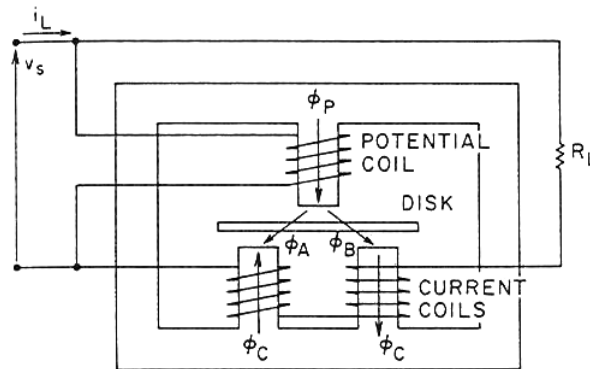 i_L
v_s
ϕ_P
POTENTIAL
COIL
R_L
DISK
ϕ_A
ϕ_B
CURRENT
COILS
ϕ_C
ϕ_C